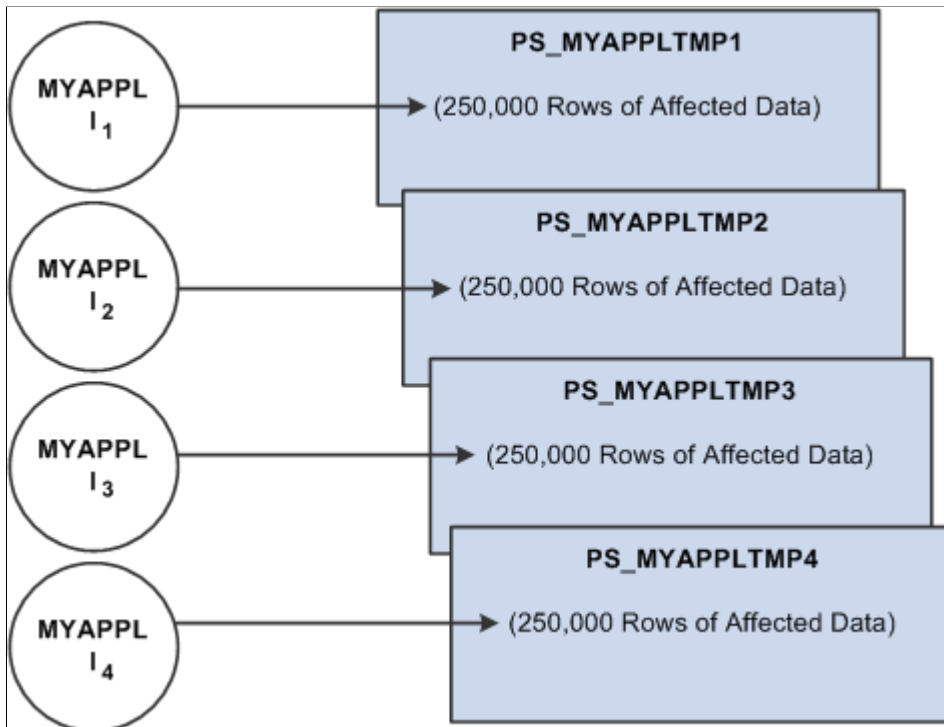 MYAPPL
I₁
PS_MYAPPLTMP1
(250,000 Rows of Affected Data)
MYAPPL
I₂
PS_MYAPPLTMP2
(250,000 Rows of Affected Data)
MYAPPL
I₃
PS_MYAPPLTMP3
(250,000 Rows of Affected Data)
MYAPPL
I₄
PS_MYAPPLTMP4
(250,000 Rows of Affected Data)